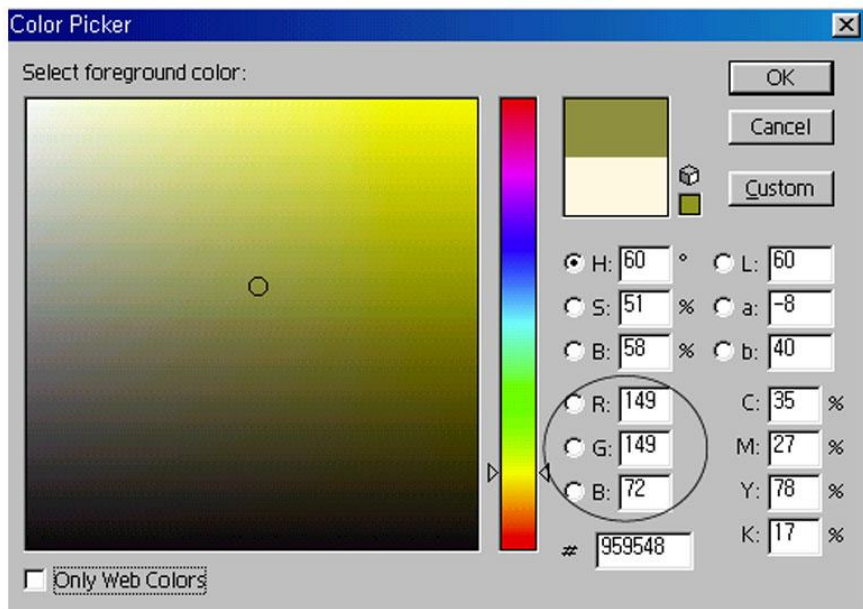 Color Picker
Select foreground color:
OK
Cancel
Custom
H: 60 ° L: 60
S: 51 % a: -8
B: 58 % b: 40
R: 149 C: 35 %
G: 149 M: 27 %
B: 72 Y: 78 %
# 959548 K: 17 %
Only Web Colors